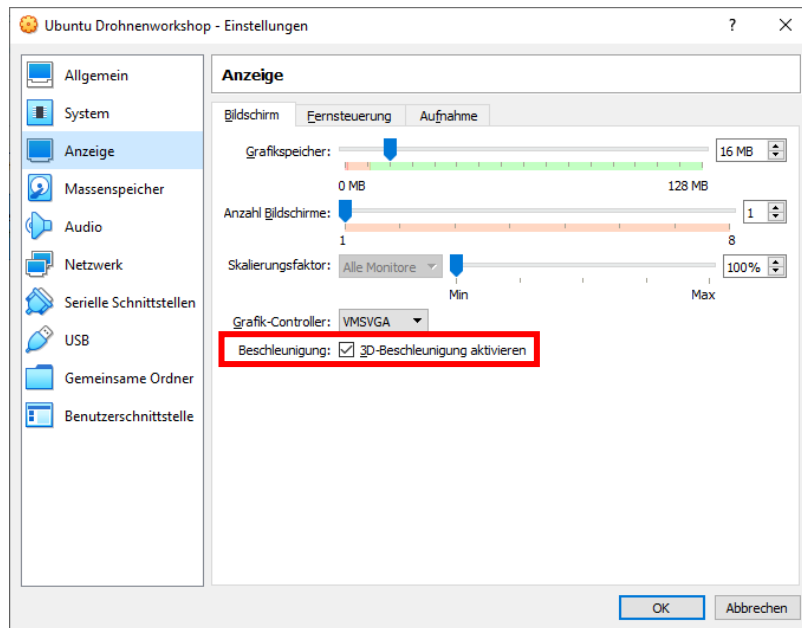 Ubuntu Drohnenworkshop - Einstellungen ? ×
Allgemein
System
Anzeige
Massenspeicher
Audio
Netzwerk
Serielle Schnittstellen
USB
Gemeinsame Ordner
Benutzerschnittstelle
Anzeige
Bildschirm Fernsteuerung Aufnahme
Grafikspeicher: 16 MB
0 MB 128 MB
Anzahl Bildschirme: 1
1 8
Skalierungsfaktor: Alle Monitore 100%
Min Max
Grafik-Controller: VMSVGA
Beschleunigung: 3D-Beschleunigung aktivieren
OK Abbrechen